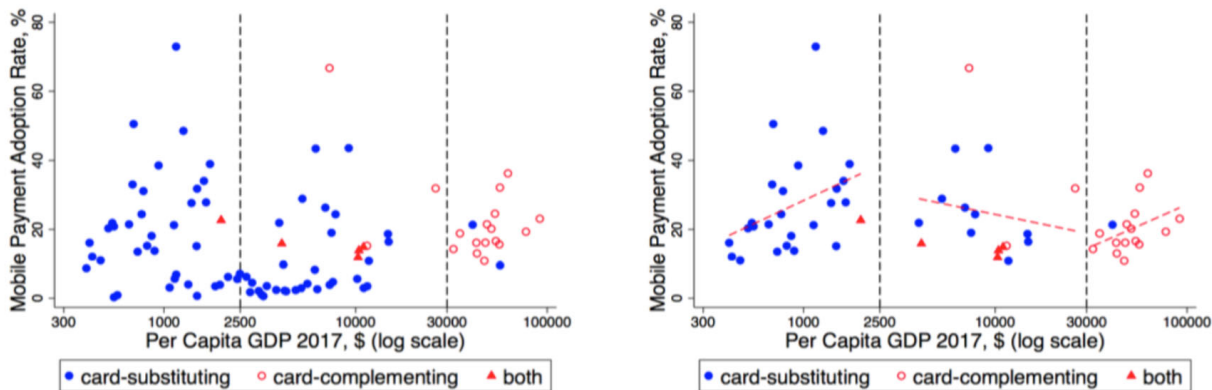 Mobile Payment Adoption Rate, %
80
60
40
20
0
300
1000
2500
10000
30000
100000
Per Capita GDP 2017, $ (log scale)
card-substituting
card-complementing
both
Mobile Payment Adoption Rate, %
80
60
40
20
0
300
1000
2500
10000
30000
100000
Per Capita GDP 2017, $ (log scale)
card-substituting
card-complementing
both